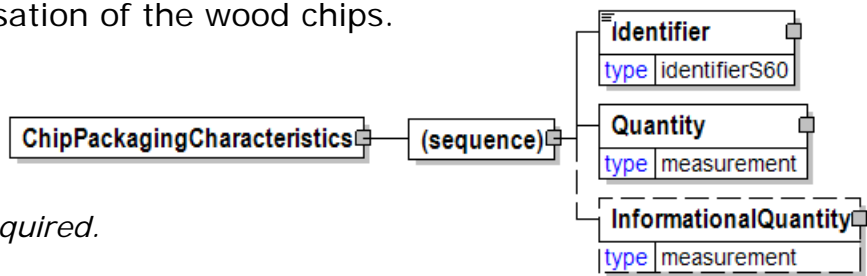 sation of the wood chips.
Identifier
type identifierS60
ChipPackagingCharacteristics
(sequence)
Quantity
type measurement
quired.
InformationalQuantity
type measurement